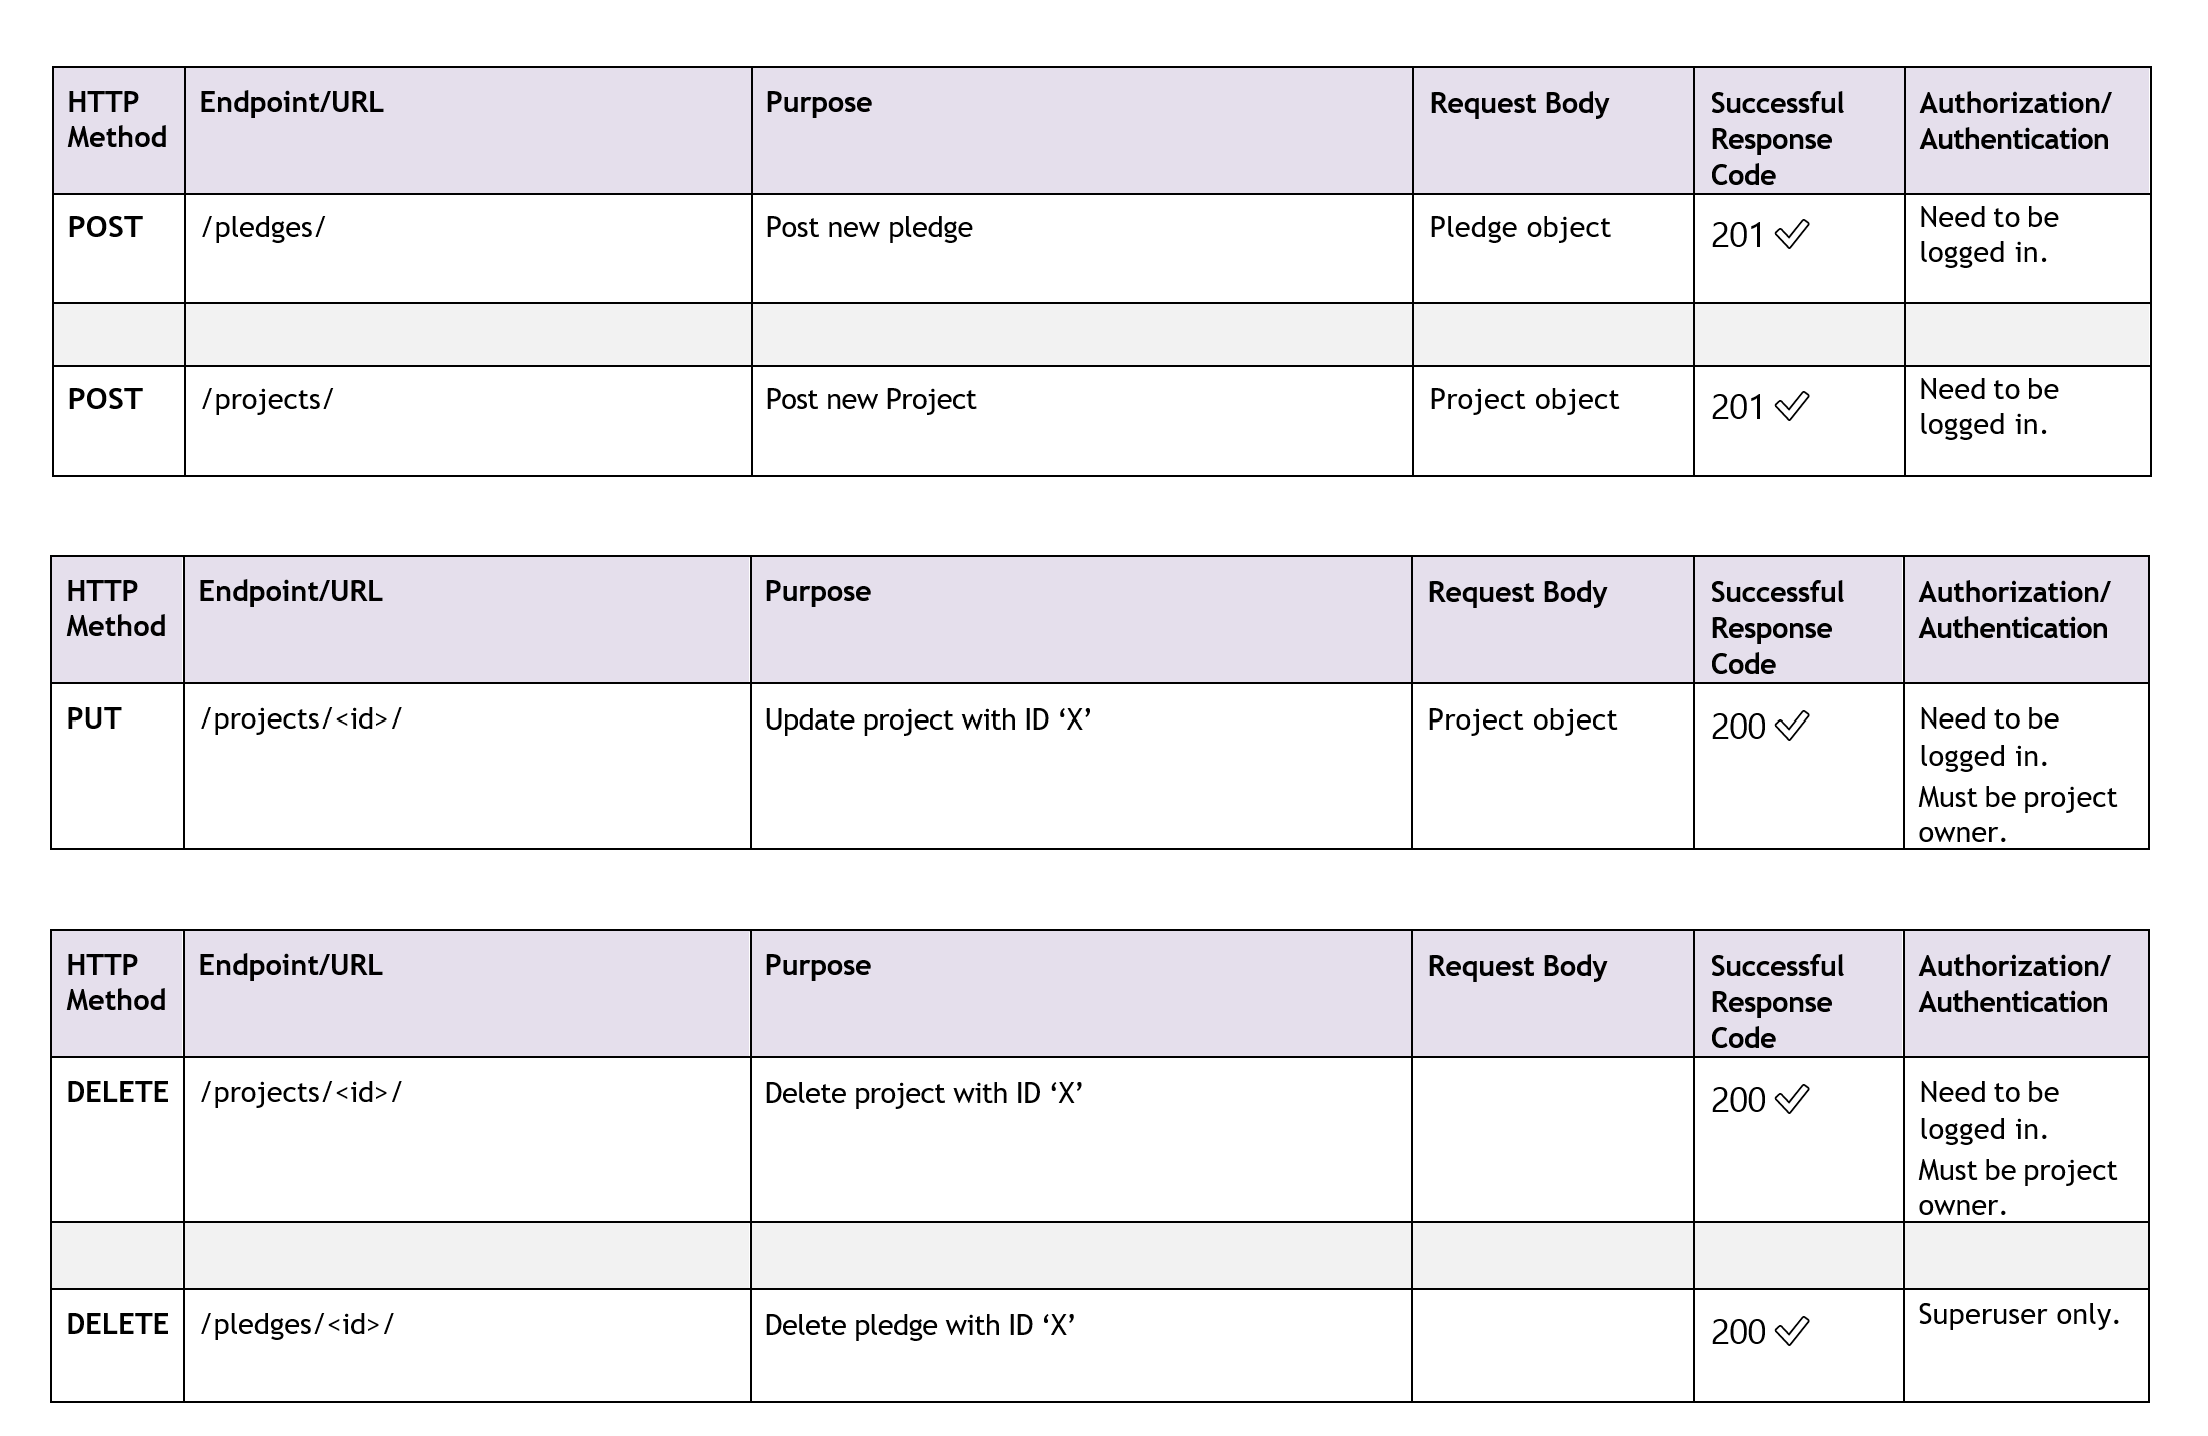 HTTP Method
Endpoint/URL
Purpose
Request Body
Successful Response Code
Authorization/ Authentication
POST
/pledges/
Post new pledge
Pledge object
201 ✓
Need to be
logged in.
POST
/projects/
Post new Project
Project object
201 ✓
Need to be
logged in.
HTTP Method
Endpoint/URL
Purpose
Request Body
Successful Response Code
Authorization/ Authentication
PUT
/projects/<id>/
Update project with ID ‘X’
Project object
200 ✓
Need to be
logged in.
Must be project
owner.
HTTP Method
Endpoint/URL
Purpose
Request Body
Successful Response Code
Authorization/ Authentication
DELETE
/projects/<id>/
Delete project with ID ‘X’
200 ✓
Need to be
logged in.
Must be project
owner.
DELETE
/pledges/<id>/
Delete pledge with ID ‘X’
200 ✓
Superuser only.